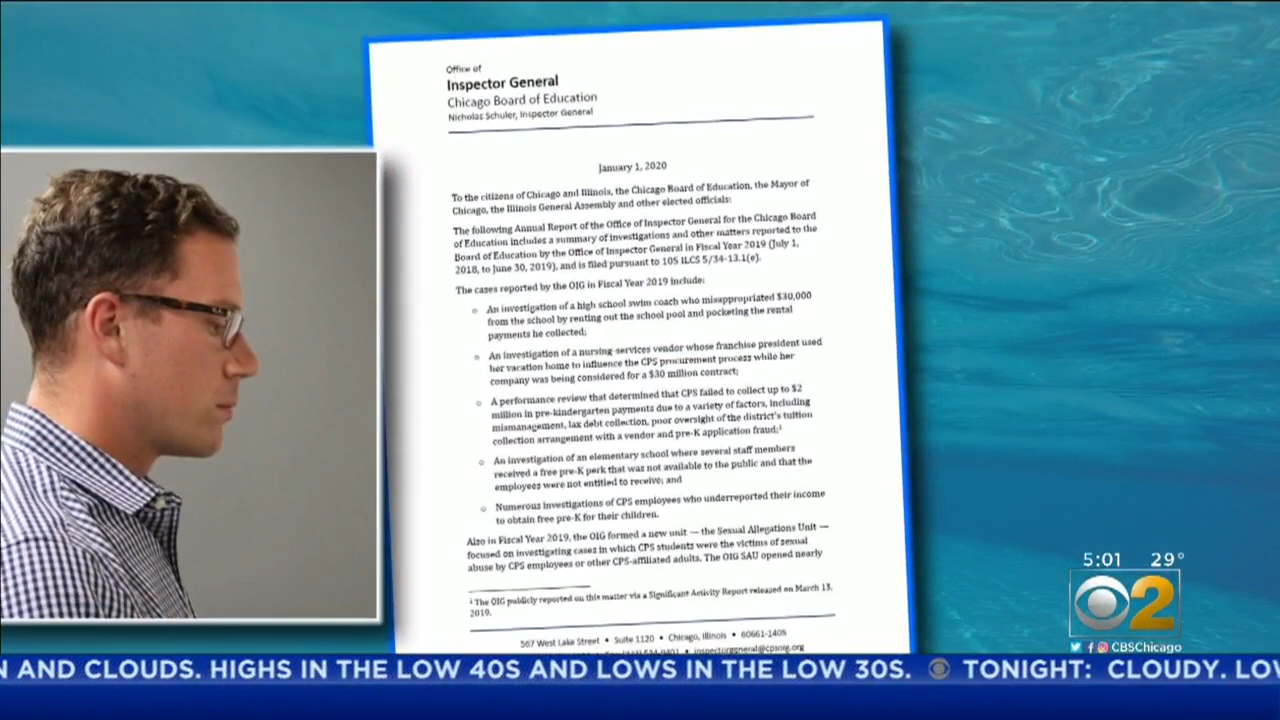 Office of
Inspector General
Chicago Board of Education
Nicholas Schuler, Inspector General
January 1, 2020
To the citizens of Chicago and Illinois, the Chicago Board of Education, the Mayor of
Chicago, the Illinois General Assembly and other elected officials:
The following Annual Report of the Office of Inspector General for the Chicago Board
of Education includes a summary of investigations and other matters reported to the
Board of Education by the Office of Inspector General in Fiscal Year 2019 (July 1,
2018, to June 30, 2019), and is filed pursuant to 105 ILCS 5/34-13.1(e).
The cases reported by the OIG in Fiscal Year 2019 include:
o An investigation of a high school swim coach who misappropriated $30,000
from the school by renting out the school pool and pocketing the rental
payments he collected;
o An investigation of a nursing-services vendor whose franchise president used
her vacation home to influence the CPS procurement process while her
company was being considered for a $30 million contract;
o A performance review that determined that CPS failed to collect up to $2
million in pre-kindergarten payments due to a variety of factors, including
mismanagement, lax debt collection, poor oversight of the district's tuition
collection arrangement with a vendor and pre-K application fraud;¹
o An investigation of an elementary school where several staff members
received a free pre-K perk that was not available to the public and that the
employees were not entitled to receive; and
o Numerous investigations of CPS employees who underreported their income
to obtain free pre-K for their children.
Also in Fiscal Year 2019, the OIG formed a new unit — the Sexual Allegations Unit —
focused on investigating cases in which CPS students were the victims of sexual
abuse by CPS employees or other CPS-affiliated adults. The OIG SAU opened nearly
¹ The OIG publicly reported on this matter via a Significant Activity Report released on March 13,
2019.
567 West Lake Street • Suite 1120 • Chicago, Illinois • 60661-1405
• inspectorgeneral@cpsoig.org
5:01 29°
2
CBSChicago
N AND CLOUDS. HIGHS IN THE LOW 40S AND LOWS IN THE LOW 30S. TONIGHT: CLOUDY. LOW